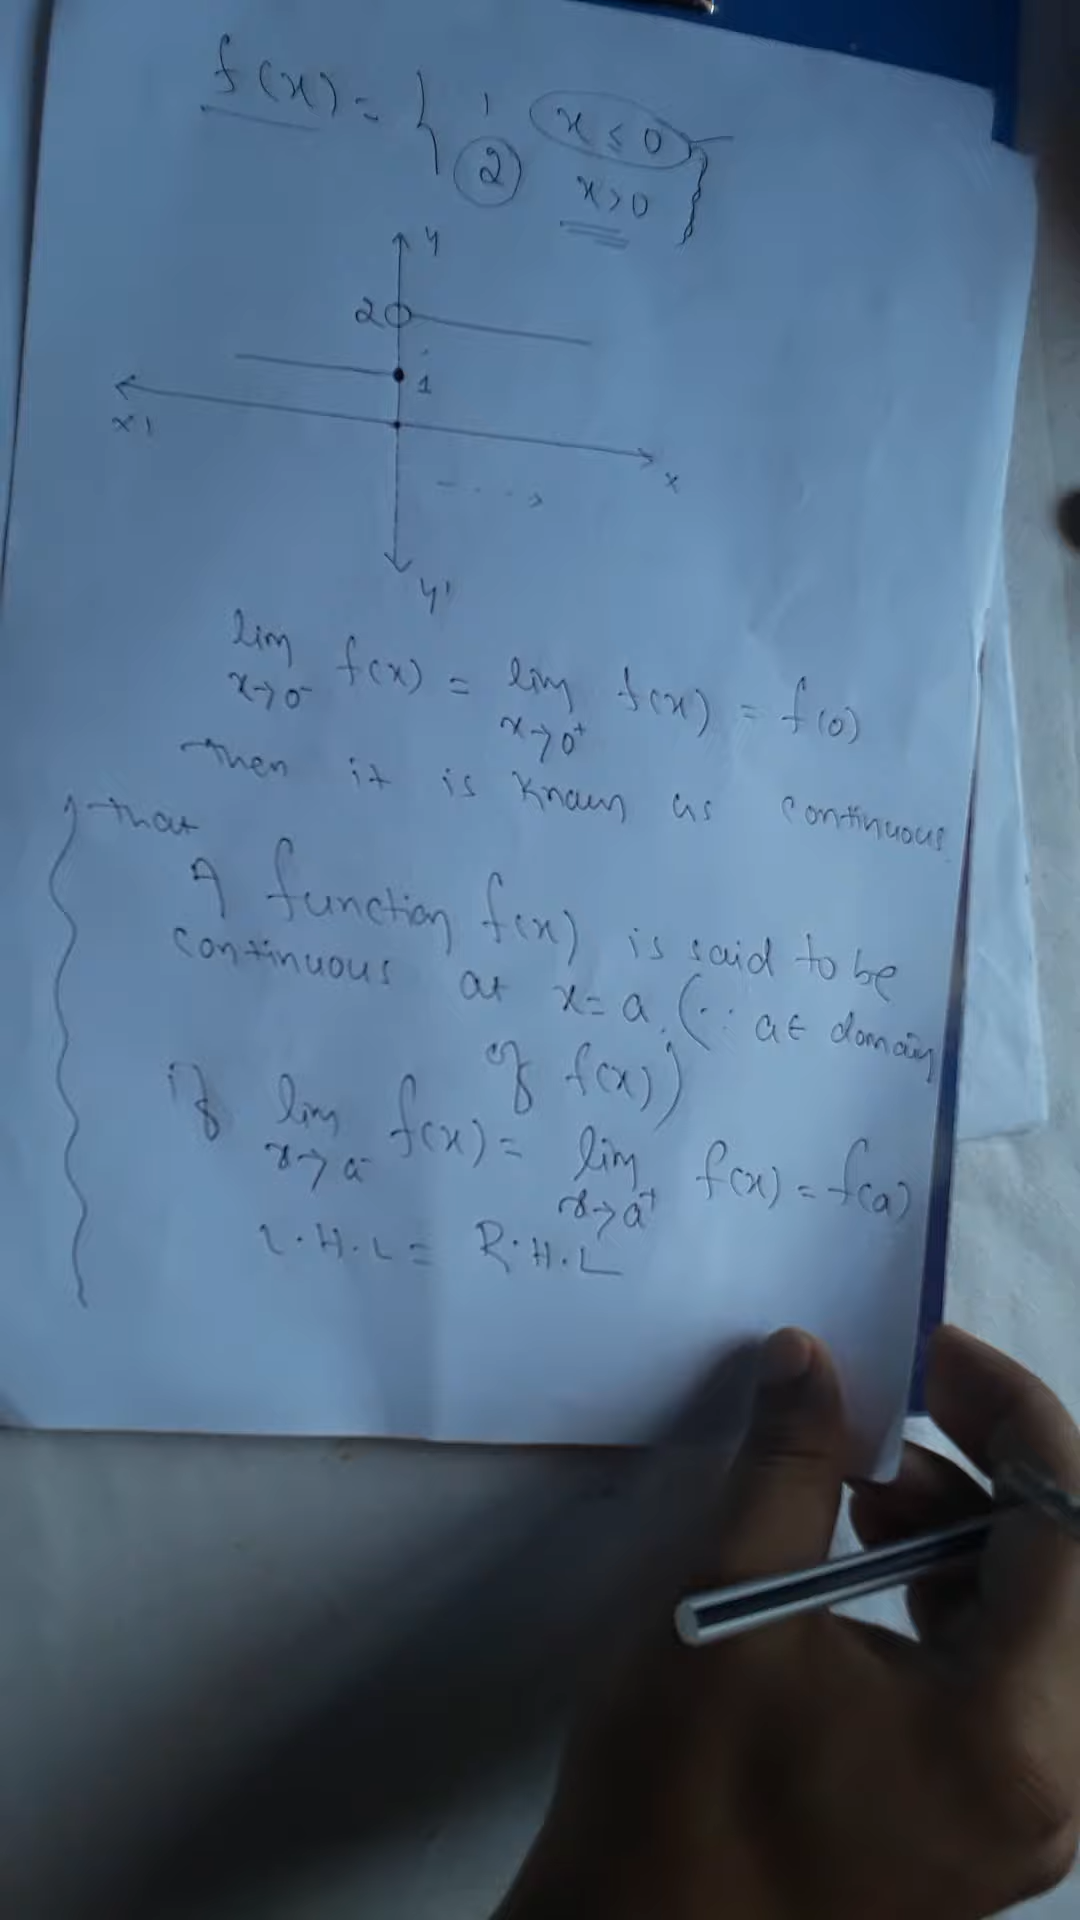 f(x) = { 1 x ≤ 0
2 x > 0 }
y
2
1
x'
x
y'
lim x→0⁻ f(x) = lim x→0⁺ f(x) = f(0)
then it is known as continuous
that
A function f(x) is said to be
continuous at x = a. (∵ a ∈ domain
of f(x))
if lim x→a⁻ f(x) = lim x→a⁺ f(x) = f(a)
L.H.L = R.H.L